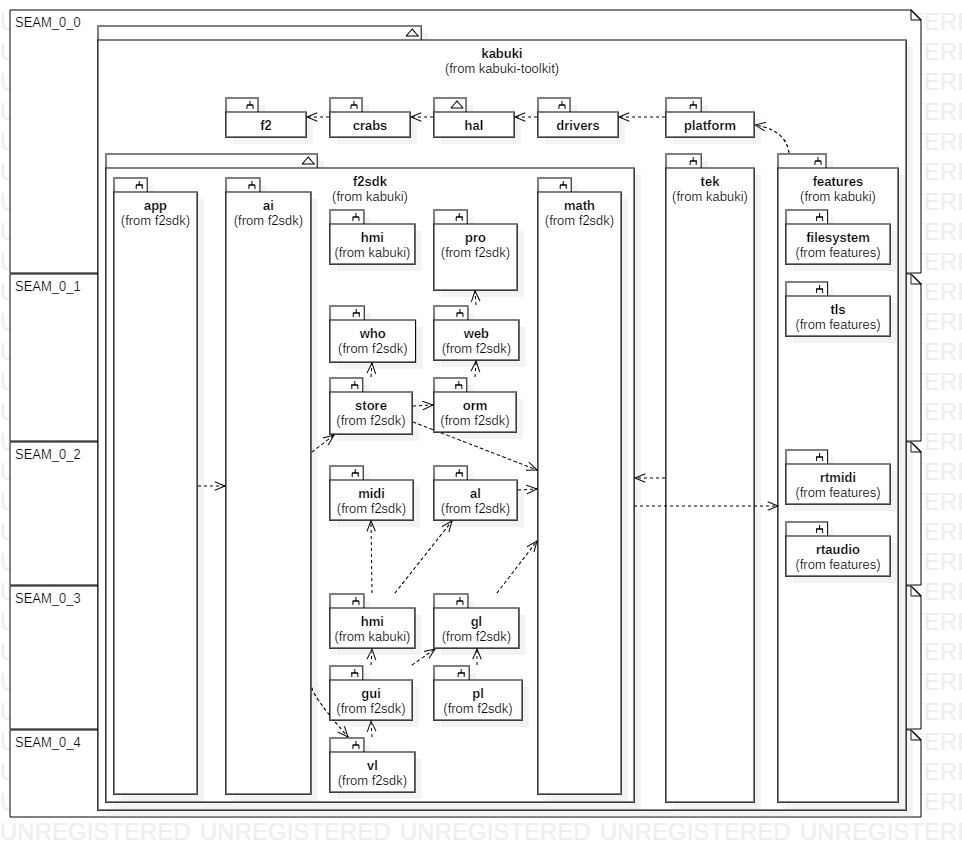 SEAM_0_0
kabuki
(from kabuki-toolkit)
f2
crabs
hal
drivers
platform
f2sdk
(from kabuki)
tek
(from kabuki)
features
(from kabuki)
app
(from f2sdk)
ai
(from f2sdk)
math
(from f2sdk)
hmi
(from kabuki)
pro
(from f2sdk)
filesystem
(from features)
SEAM_0_1
tls
(from features)
who
(from f2sdk)
web
(from f2sdk)
store
(from f2sdk)
orm
(from f2sdk)
SEAM_0_2
midi
(from f2sdk)
al
(from f2sdk)
rtmidi
(from features)
rtaudio
(from features)
SEAM_0_3
hmi
(from kabuki)
gl
(from f2sdk)
gui
(from f2sdk)
pl
(from f2sdk)
SEAM_0_4
vl
(from f2sdk)
UNREGISTERED UNREGISTERED UNREGISTERED UNREGISTERED UNREGISTERI